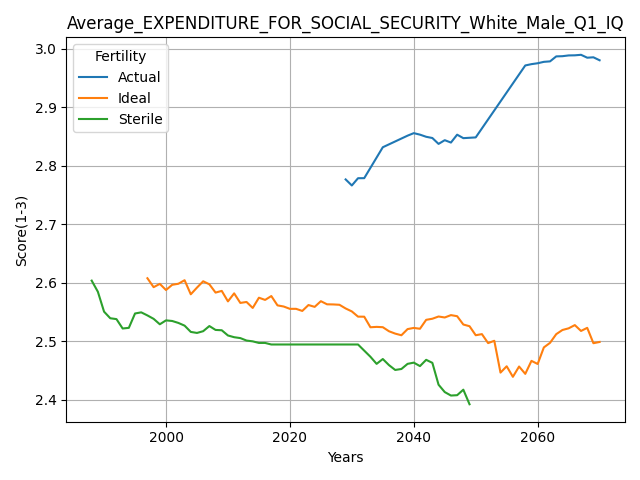 Average_EXPENDITURE_FOR_SOCIAL_SECURITY_White_Male_Q1_IQ
Fertility
Actual
Ideal
Sterile
Score(1-3)
3.0
2.9
2.8
2.7
2.6
2.5
2.4
2000 2020 2040 2060
Years